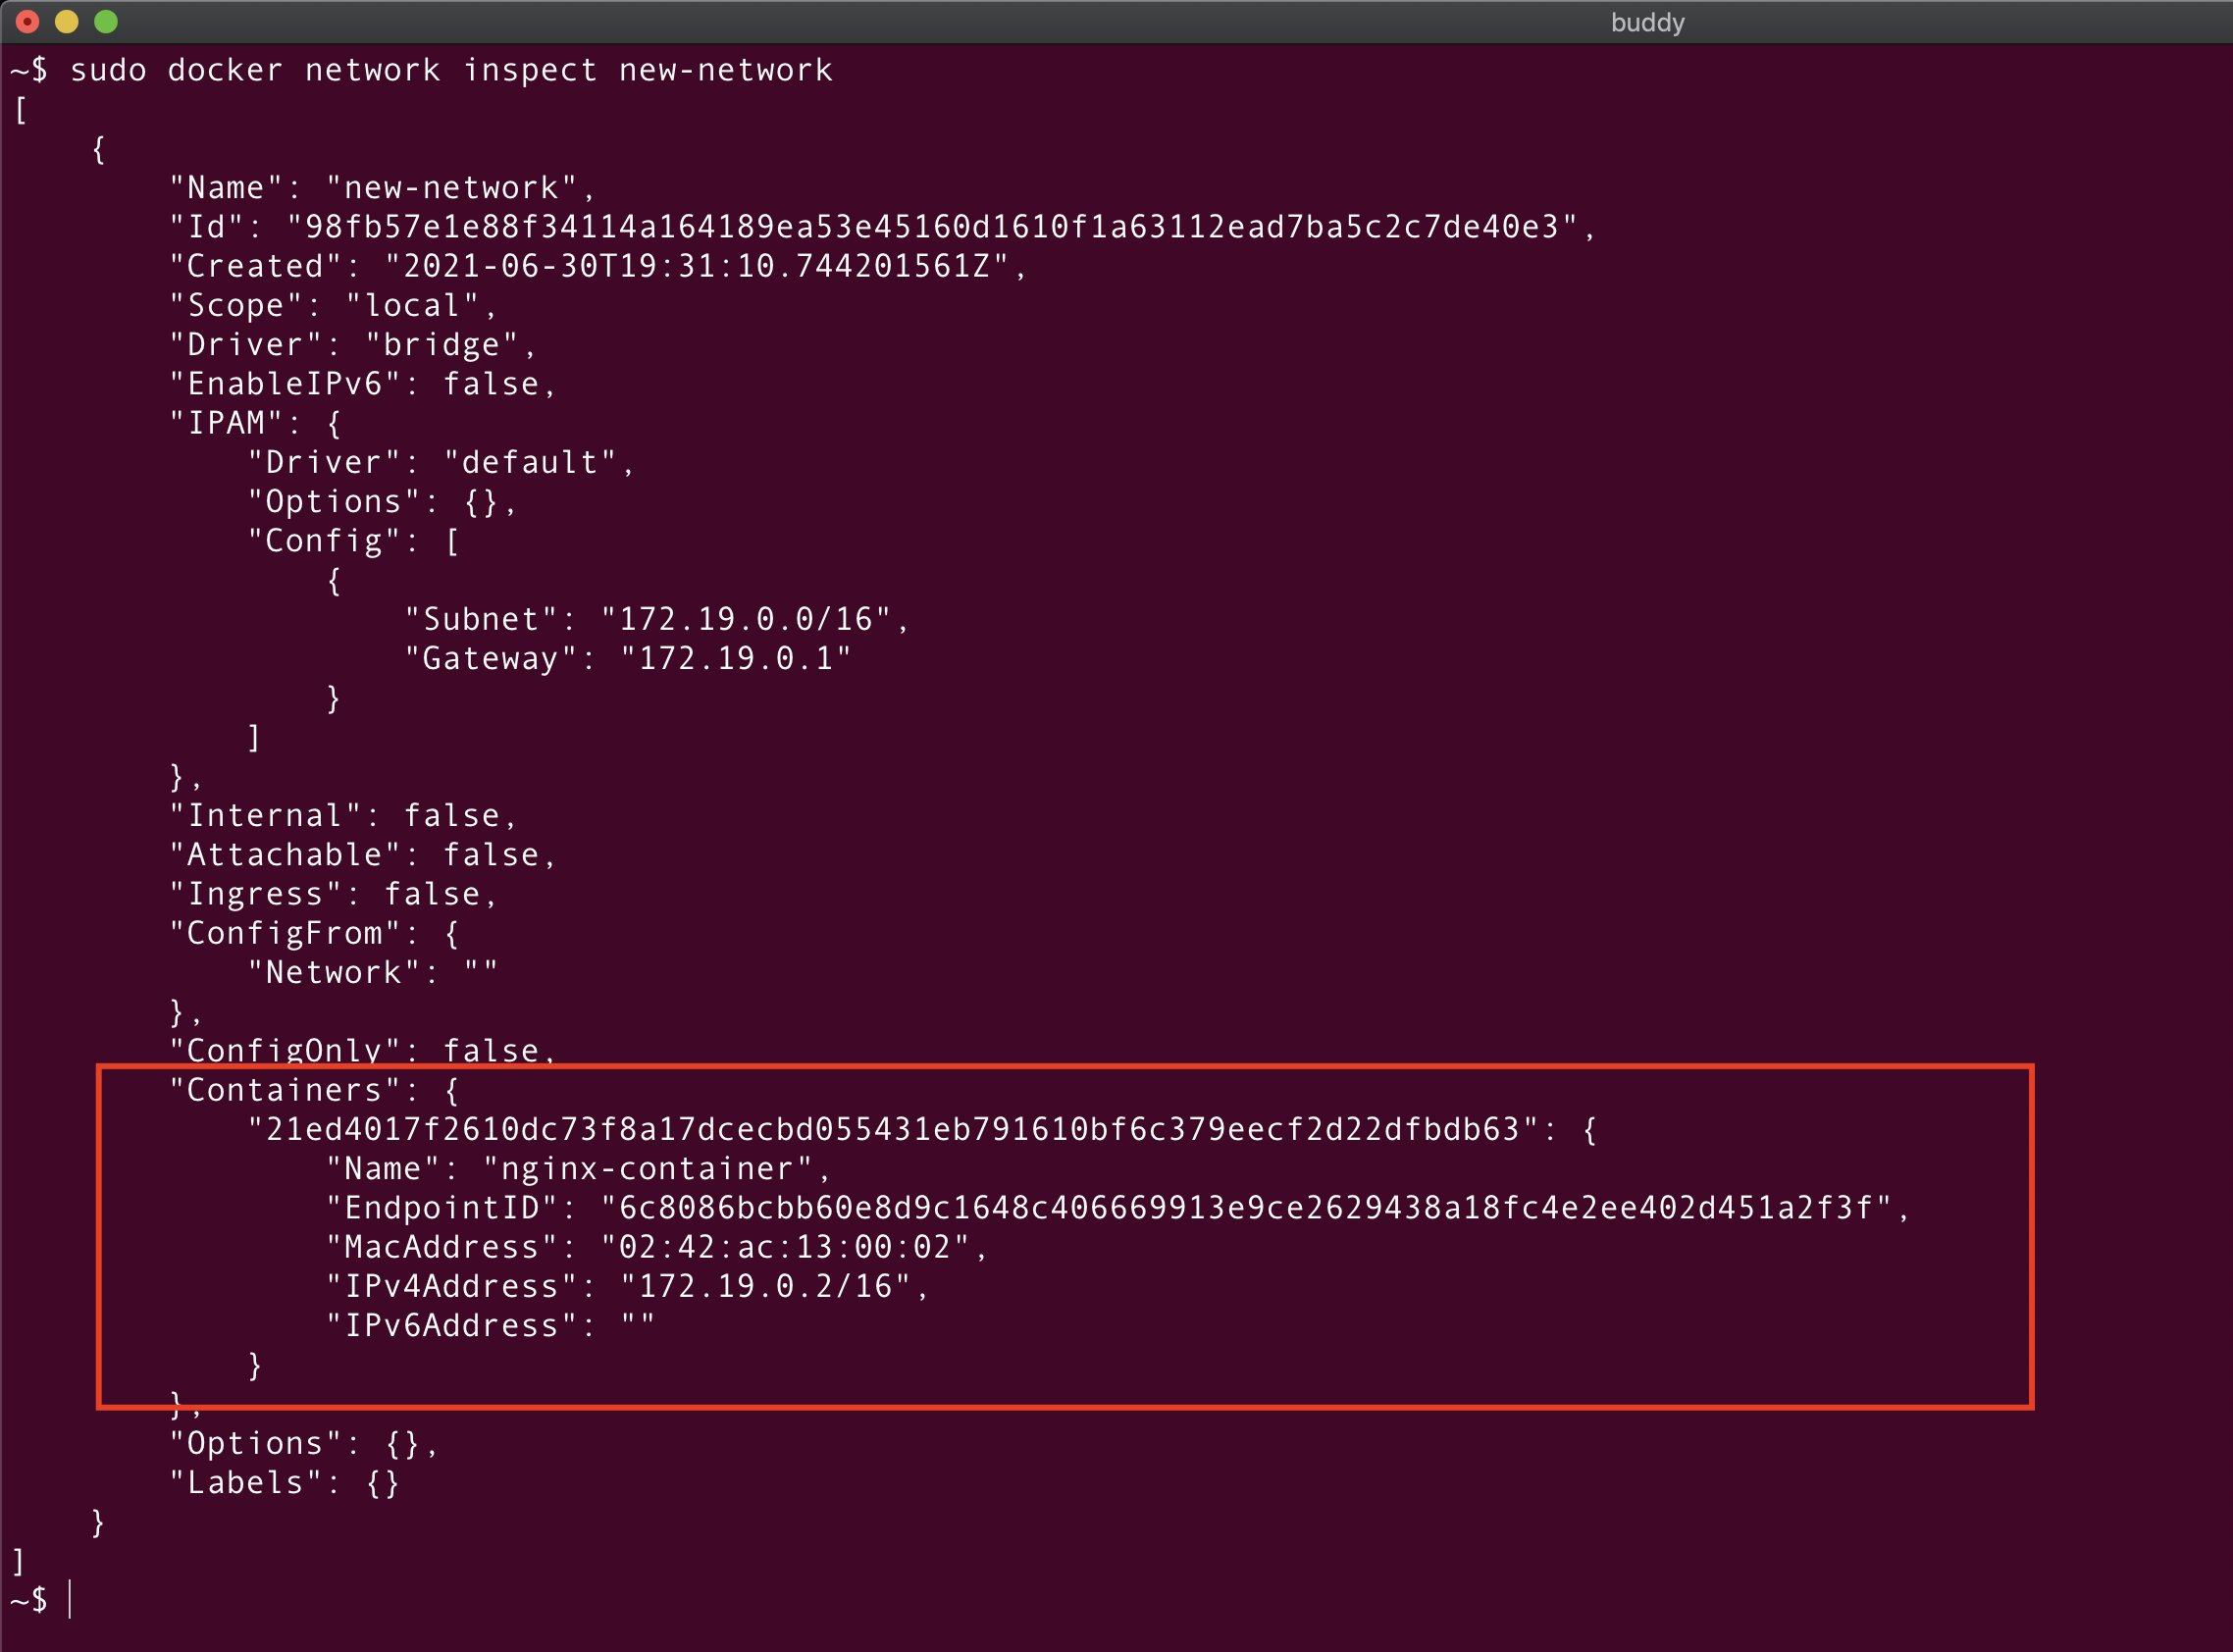 buddy
~$ sudo docker network inspect new-network
[
    {
        "Name": "new-network",
        "Id": "98fb57e1e88f34114a164189ea53e45160d1610f1a63112ead7ba5c2c7de40e3",
        "Created": "2021-06-30T19:31:10.744201561Z",
        "Scope": "local",
        "Driver": "bridge",
        "EnableIPv6": false,
        "IPAM": {
            "Driver": "default",
            "Options": {},
            "Config": [
                {
                    "Subnet": "172.19.0.0/16",
                    "Gateway": "172.19.0.1"
                }
            ]
        },
        "Internal": false,
        "Attachable": false,
        "Ingress": false,
        "ConfigFrom": {
            "Network": ""
        },
        "ConfigOnly": false,
        "Containers": {
            "21ed4017f2610dc73f8a17dcecbd055431eb791610bf6c379eecf2d22dfbdb63": {
                "Name": "nginx-container",
                "EndpointID": "6c8086bcbb60e8d9c1648c406669913e9ce2629438a18fc4e2ee402d451a2f3f",
                "MacAddress": "02:42:ac:13:00:02",
                "IPv4Address": "172.19.0.2/16",
                "IPv6Address": ""
            }
        },
        "Options": {},
        "Labels": {}
    }
]
~$